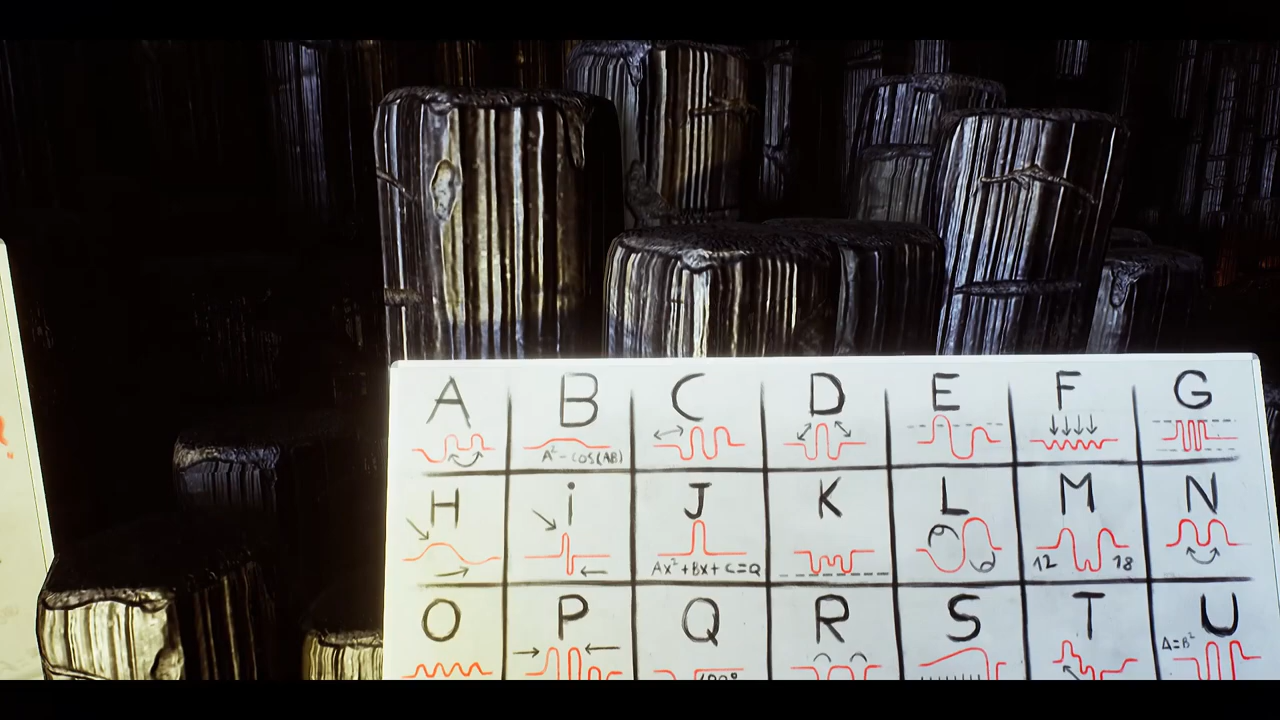 A B C D E F G
A²-COS(AB)
H i J K L M N
AX²+BX+C=Q
12 18
O P Q R S T U
A=B²